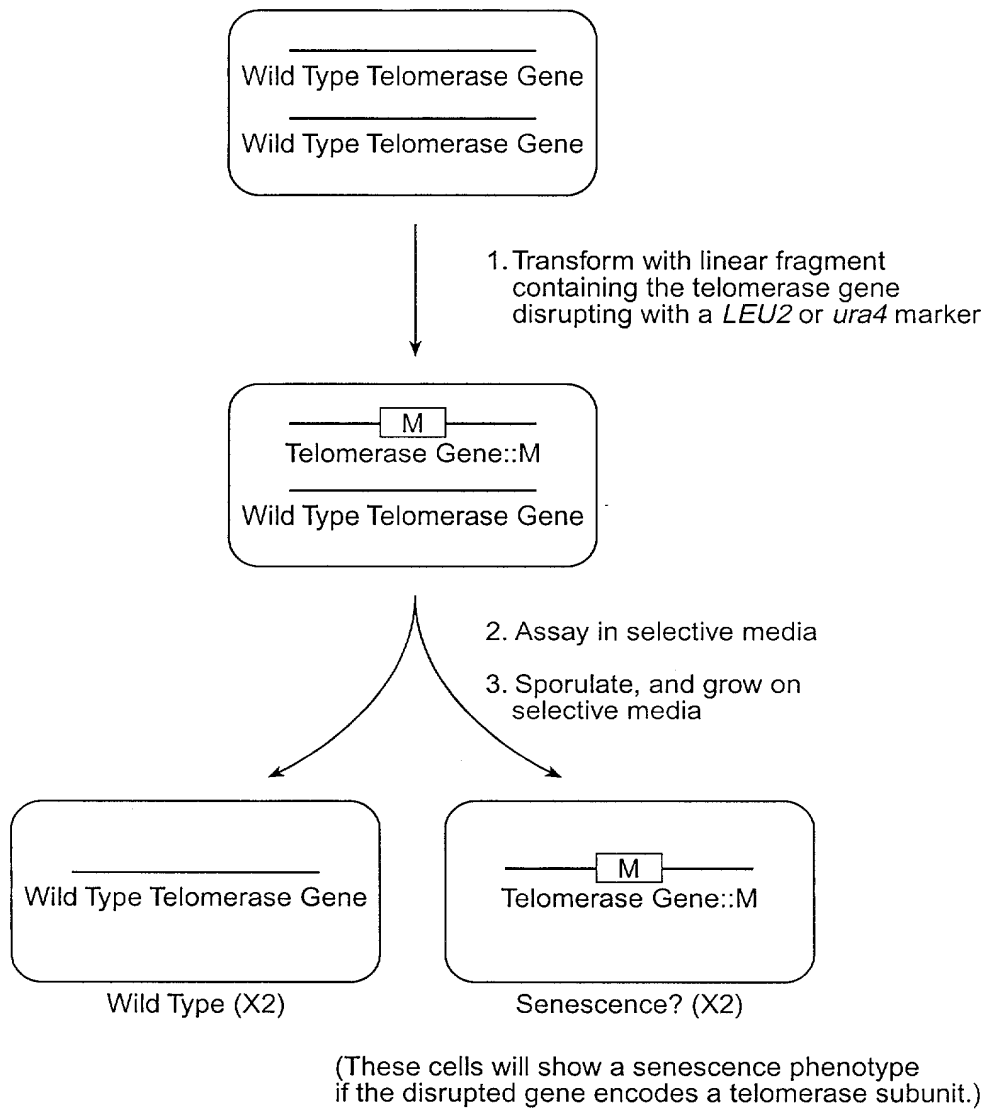 Wild Type Telomerase Gene
Wild Type Telomerase Gene
1. Transform with linear fragment
containing the telomerase gene
disrupting with a LEU2 or ura4 marker
M
Telomerase Gene::M
Wild Type Telomerase Gene
2. Assay in selective media
3. Sporulate, and grow on
selective media
Wild Type Telomerase Gene
Wild Type (X2)
M
Telomerase Gene::M
Senescence? (X2)
(These cells will show a senescence phenotype
if the disrupted gene encodes a telomerase subunit.)